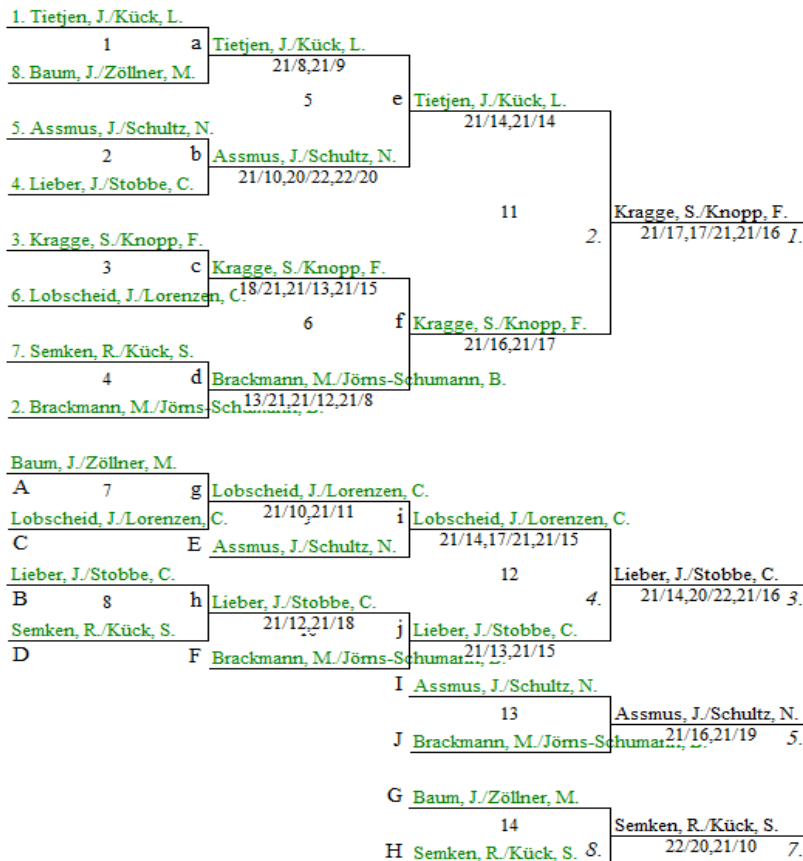 1. Tietjen, J./Kück, L.
1 a Tietjen, J./Kück, L.
8. Baum, J./Zöllner, M. 21/8,21/9
5 e Tietjen, J./Kück, L.
21/14,21/14
5. Assmus, J./Schultz, N.
2 b Assmus, J./Schultz, N.
4. Lieber, J./Stobbe, C. 21/10,20/22,22/20
11 Kragge, S./Knopp, F.
2. 21/17,17/21,21/16 1.
3. Kragge, S./Knopp, F.
3 c Kragge, S./Knopp, F.
6. Lobscheid, J./Lorenzen, C. 18/21,21/13,21/15
6 f Kragge, S./Knopp, F.
21/16,21/17
7. Semken, R./Kück, S.
4 d Brackmann, M./Jörns-Schumann, B.
2. Brackmann, M./Jörns-Schumann, B. 13/21,21/12,21/8
Baum, J./Zöllner, M.
A 7 g Lobscheid, J./Lorenzen, C.
21/10,21/11 i Lobscheid, J./Lorenzen, C.
Lobscheid, J./Lorenzen, C. 21/14,17/21,21/15
C E Assmus, J./Schultz, N.
12 Lieber, J./Stobbe, C.
4. 21/14,20/22,21/16 3.
Lieber, J./Stobbe, C.
B 8 h Lieber, J./Stobbe, C.
21/12,21/18 j Lieber, J./Stobbe, C.
Semken, R./Kück, S. 21/13,21/15
D F Brackmann, M./Jörns-Schumann, B.
I Assmus, J./Schultz, N.
13 Assmus, J./Schultz, N.
J Brackmann, M./Jörns-Schumann, B. 21/16,21/19 5.
G Baum, J./Zöllner, M.
14 Semken, R./Kück, S.
H Semken, R./Kück, S. 8. 22/20,21/10 7.